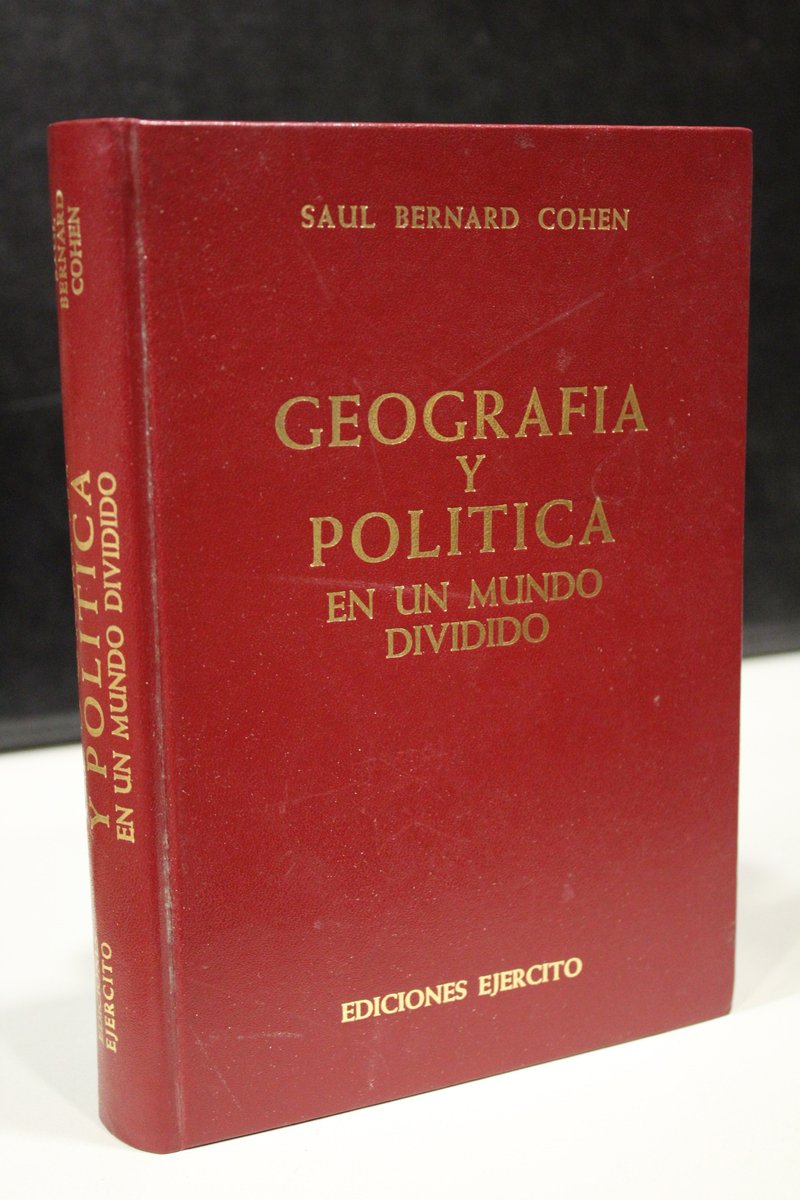 SAUL BERNARD COHEN
GEOGRAFIA
Y
POLITICA
EN UN MUNDO
DIVIDIDO
EDICIONES EJERCITO
BERNARD
COHEN
Y POLITICA
EN UN MUNDO DIVIDIDO
EJERCITO